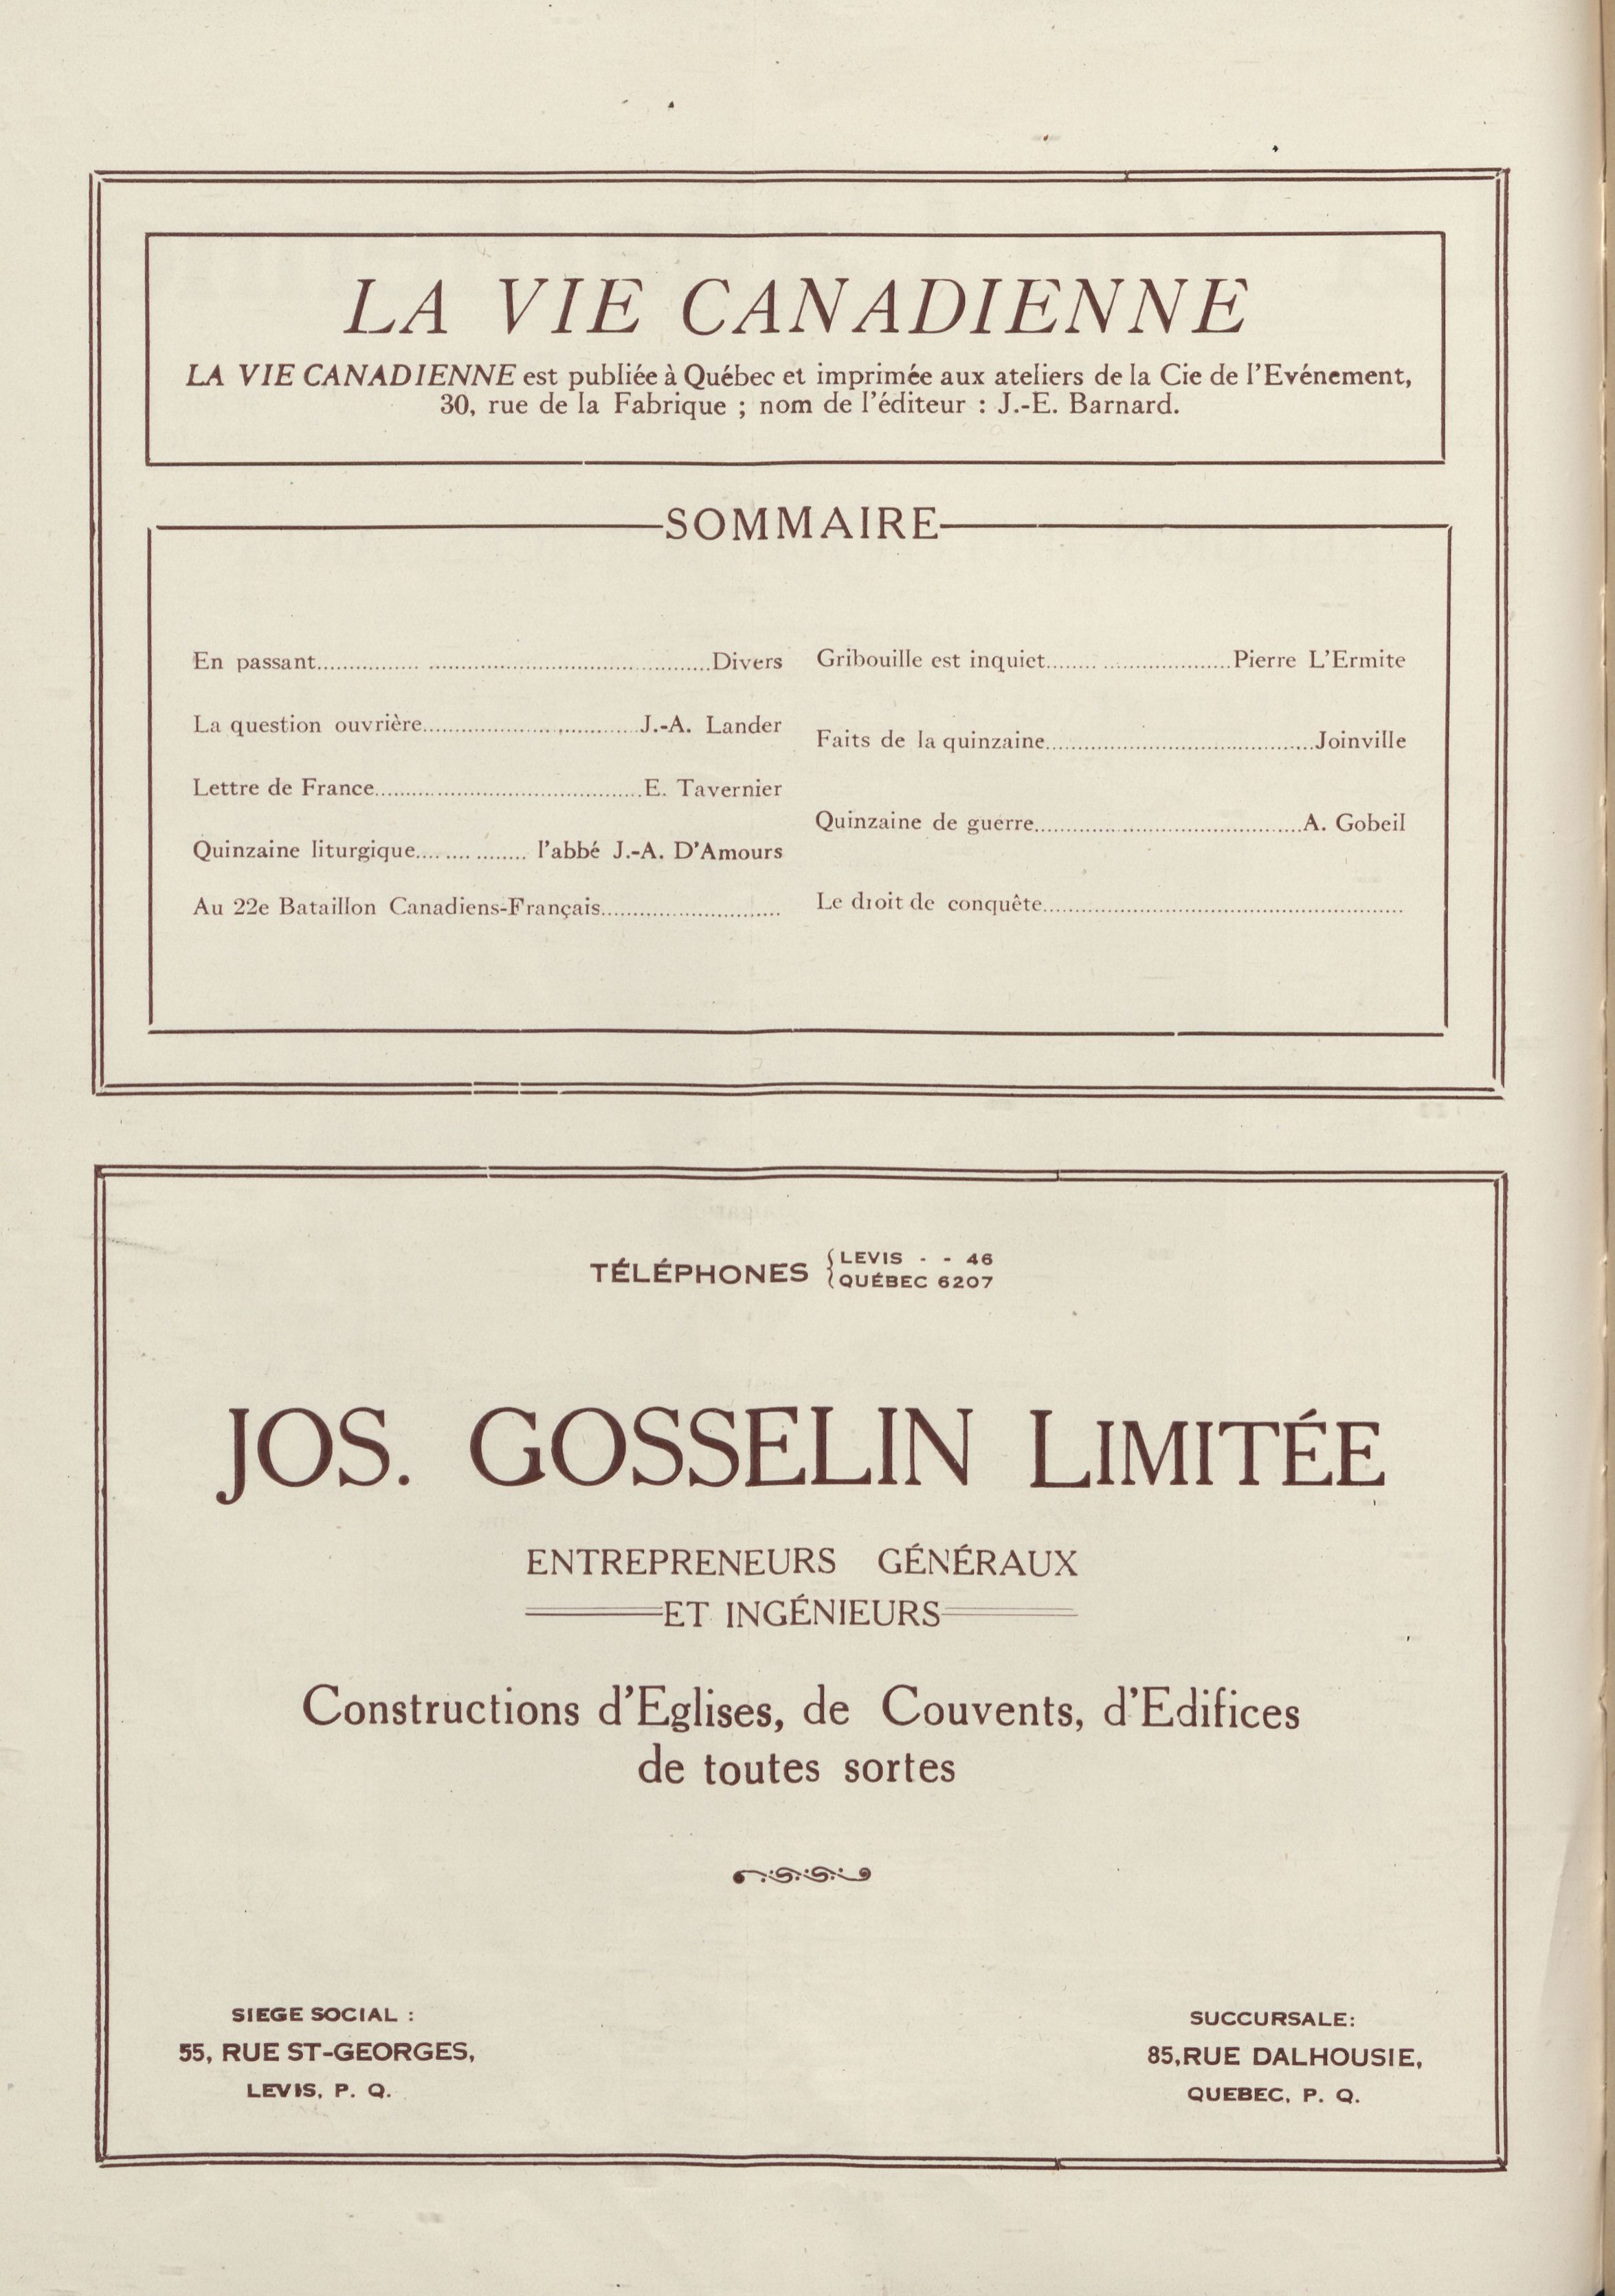 LA VIE CANADIENNE
LA VIE CANADIENNE est publiée à Québec et imprimée aux ateliers de la Cie de l'Evénement,
30, rue de la Fabrique ; nom de l'éditeur : J.-E. Barnard.
SOMMAIRE
En passant................ ............................................Divers
La question ouvrière..................................J.-A. Lander
Lettre de France..........................................E. Tavernier
Quinzaine liturgique......... ........ l'abbé J.-A. D'Amours
Au 22e Bataillon Canadiens-Français............................
Gribouille est inquiet........ ....................Pierre L'Ermite
Faits de la quinzaine..........................................Joinville
Quinzaine de guerre..........................................A. Gobeil
Le droit de conquête.........................................................
TÉLÉPHONES { LEVIS - - 46
QUÉBEC 6207
JOS. GOSSELIN LIMITÉE
ENTREPRENEURS GÉNÉRAUX
ET INGÉNIEURS
Constructions d'Eglises, de Couvents, d'Edifices
de toutes sortes
SIEGE SOCIAL :
55, RUE ST-GEORGES,
LEVIS, P. Q.
SUCCURSALE:
85,RUE DALHOUSIE,
QUEBEC, P. Q.